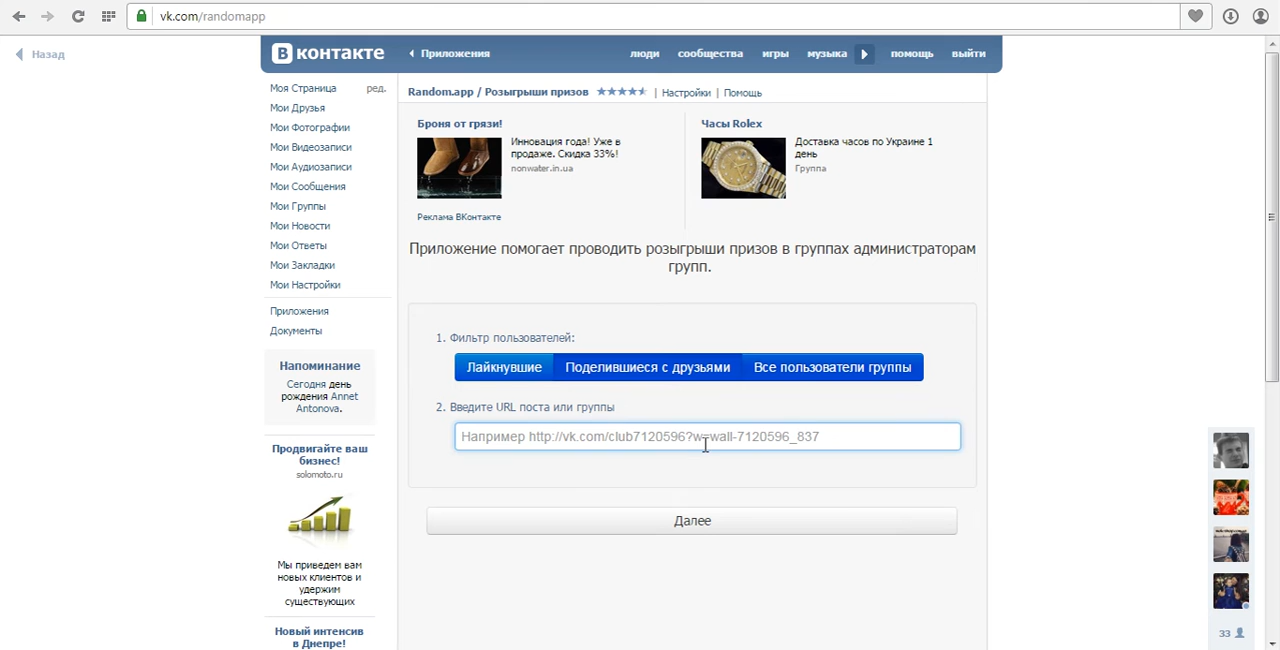 vk.com/randomapp
Назад
В контакте
Приложения
люди
сообщества
игры
музыка
помощь
выйти
Моя Страница
ред.
Мои Друзья
Мои Фотографии
Мои Видеозаписи
Мои Аудиозаписи
Мои Сообщения
Мои Группы
Мои Новости
Мои Ответы
Мои Закладки
Мои Настройки
Приложения
Документы
Напоминание
Сегодня день
рождения Annet
Antonova.
Продвигайте ваш
бизнес!
solomoto.ru
Мы приведем вам
новых клиентов и
удержим
существующих
Новый интенсив
в Днепре!
Random.app / Розыгрыши призов | Настройки | Помощь
Броня от грязи!
Инновация года! Уже в
продаже. Скидка 33%!
nonwater.in.ua
Часы Rolex
Доставка часов по Украине 1
день
Группа
Реклама ВКонтакте
Приложение помогает проводить розыгрыши призов в группах администраторам
групп.
1. Фильтр пользователей:
Лайкнувшие
Поделившиеся с друзьями
Все пользователи группы
2. Введите URL поста или группы
Например http://vk.com/club7120596?w=wall-7120596_837
Далее
33